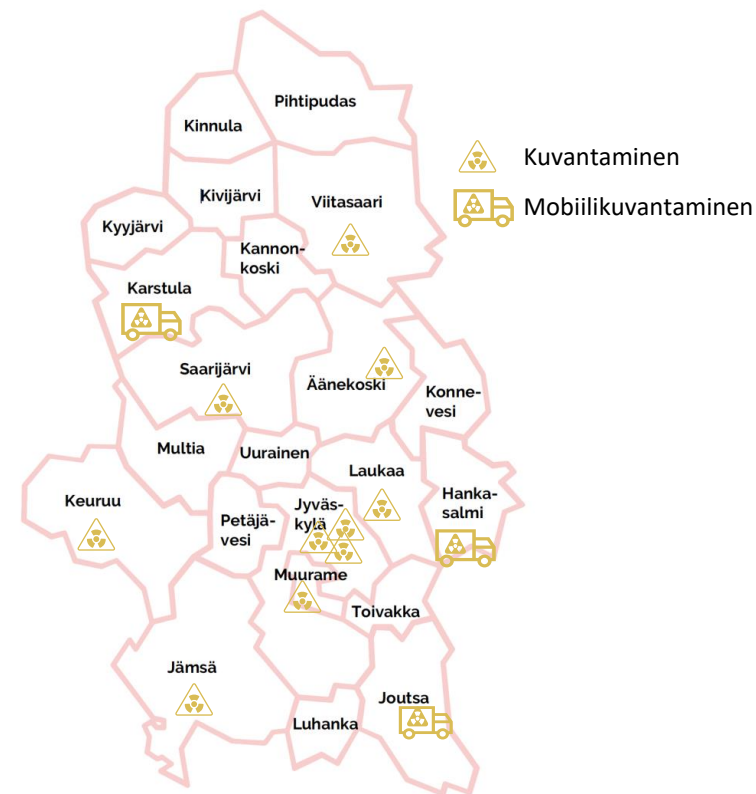 Pihtipudas
Kinnula
Kuvantaminen
Kivijärvi
Viitasaari
Mobiilikuvantaminen
Kyyjärvi
Kannon-
koski
Karstula
Saarijärvi
Äänekoski
Konne-
vesi
Multia
Uurainen
Laukaa
Keuruu
Hanka-
salmi
Jyväs-
kylä
Petäjä-
vesi
Muurame
Toivakka
Jämsä
Joutsa
Luhanka